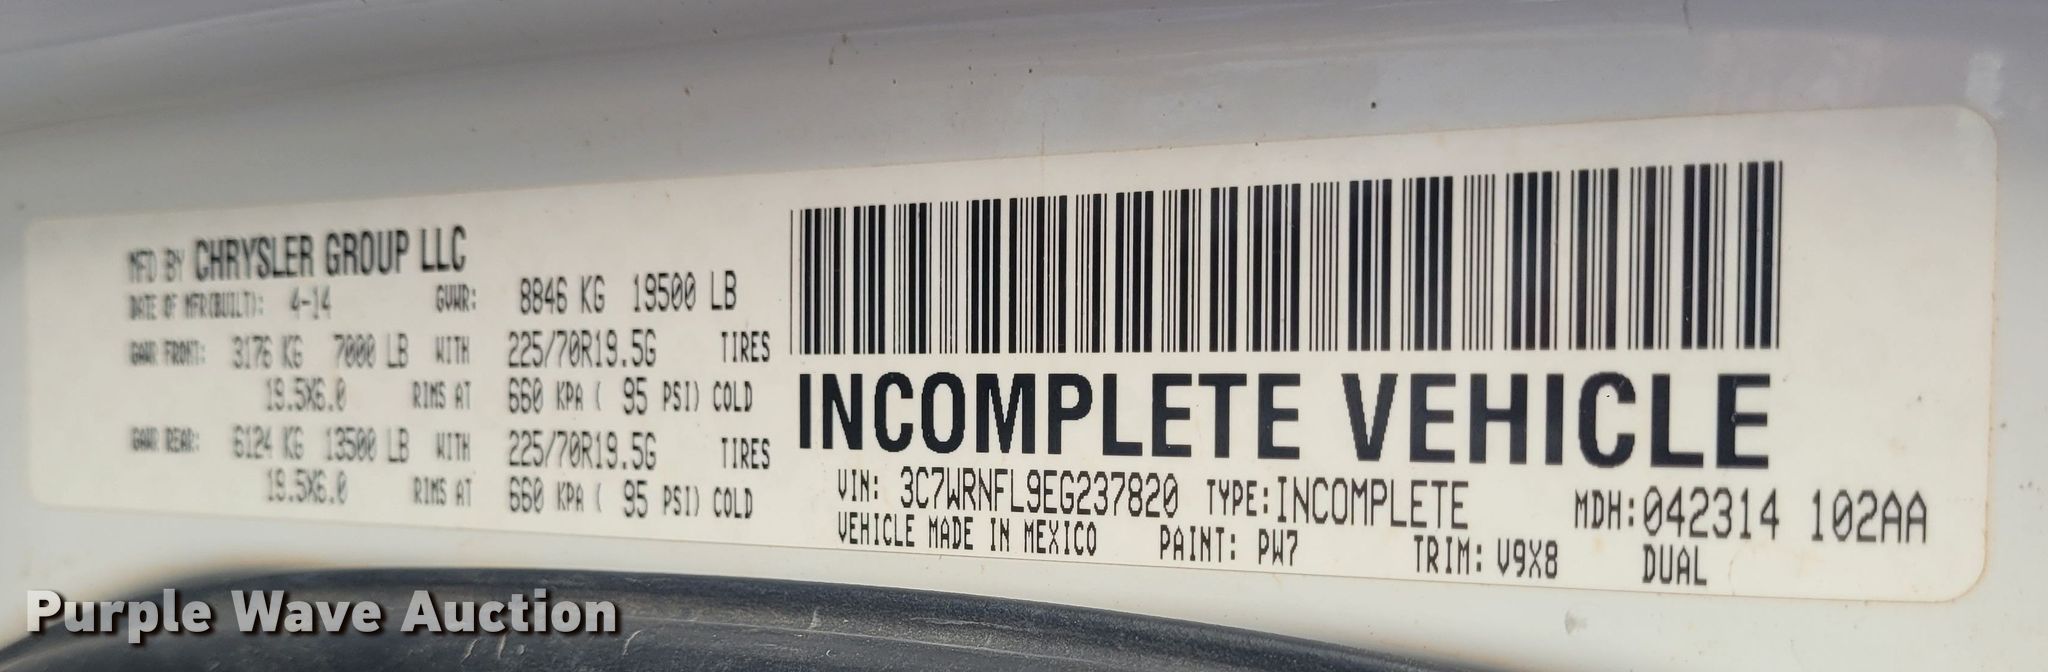 MFD BY CHRYSLER GROUP LLC
DATE OF MFR(BUILT): 4-14 GVWR: 8846 KG 19500 LB
GAWR FRONT: 3176 KG 7000 LB WITH 225/70R19.5G TIRES
19.5X6.0 RIMS AT 660 KPA ( 95 PSI) COLD
GAWR REAR: 6124 KG 13500 LB WITH 225/70R19.5G TIRES
19.5X6.0 RIMS AT 660 KPA ( 95 PSI) COLD
INCOMPLETE VEHICLE
VIN: 3C7WRNFL9EG237820 TYPE: INCOMPLETE MDH: 042314 102AA
VEHICLE MADE IN MEXICO PAINT: PW7 TRIM: V9X8 DUAL
Purple Wave Auction